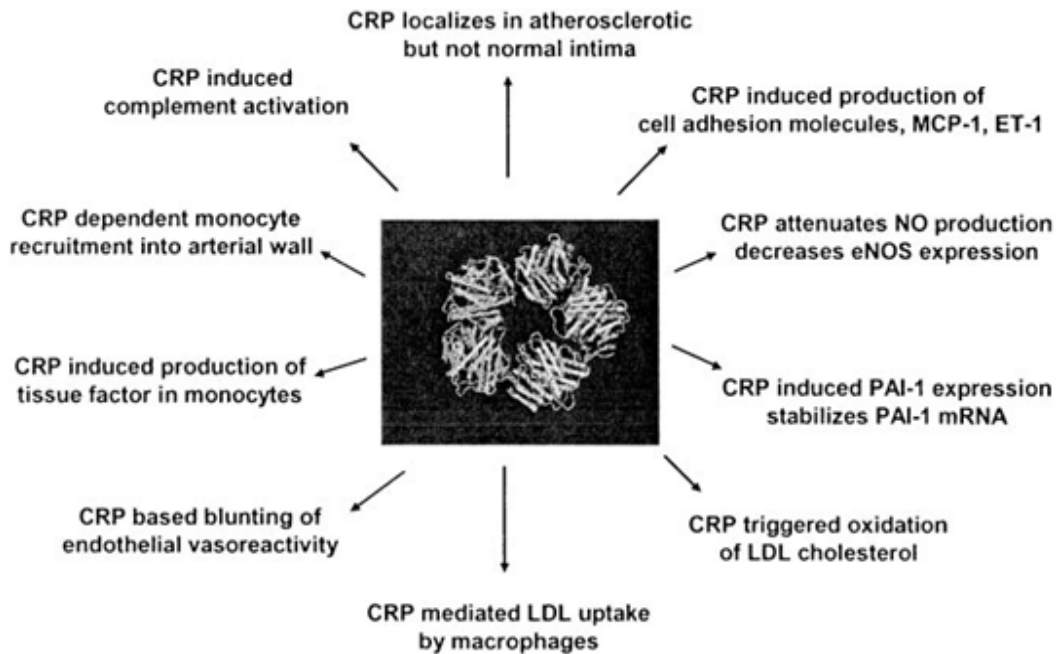 CRP localizes in atherosclerotic
but not normal intima
CRP induced
complement activation
CRP induced production of
cell adhesion molecules, MCP-1, ET-1
CRP dependent monocyte
recruitment into arterial wall
CRP attenuates NO production
decreases eNOS expression
CRP induced production of
tissue factor in monocytes
CRP induced PAI-1 expression
stabilizes PAI-1 mRNA
CRP based blunting of
endothelial vasoreactivity
CRP triggered oxidation
of LDL cholesterol
CRP mediated LDL uptake
by macrophages